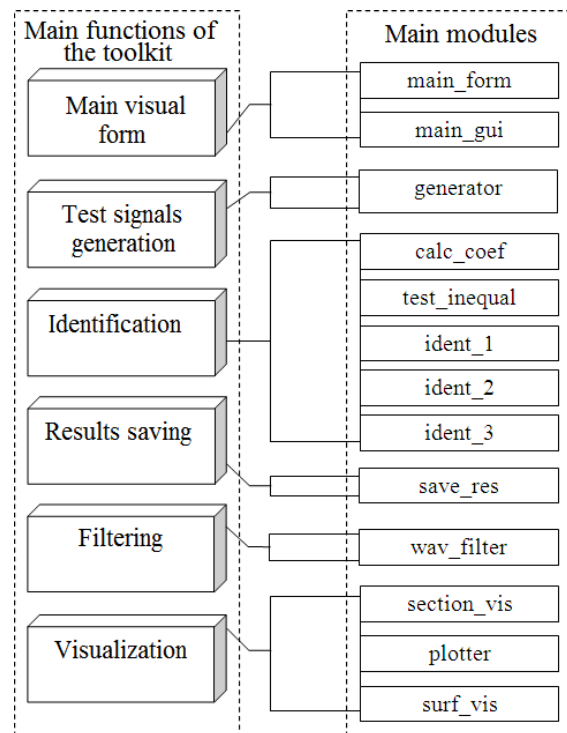 Main functions of
the toolkit
Main visual
form
Test signals
generation
Identification
Results saving
Filtering
Visualization
Main modules
main_form
main_gui
generator
calc_coef
test_inequal
ident_1
ident_2
ident_3
save_res
wav_filter
section_vis
plotter
surf_vis